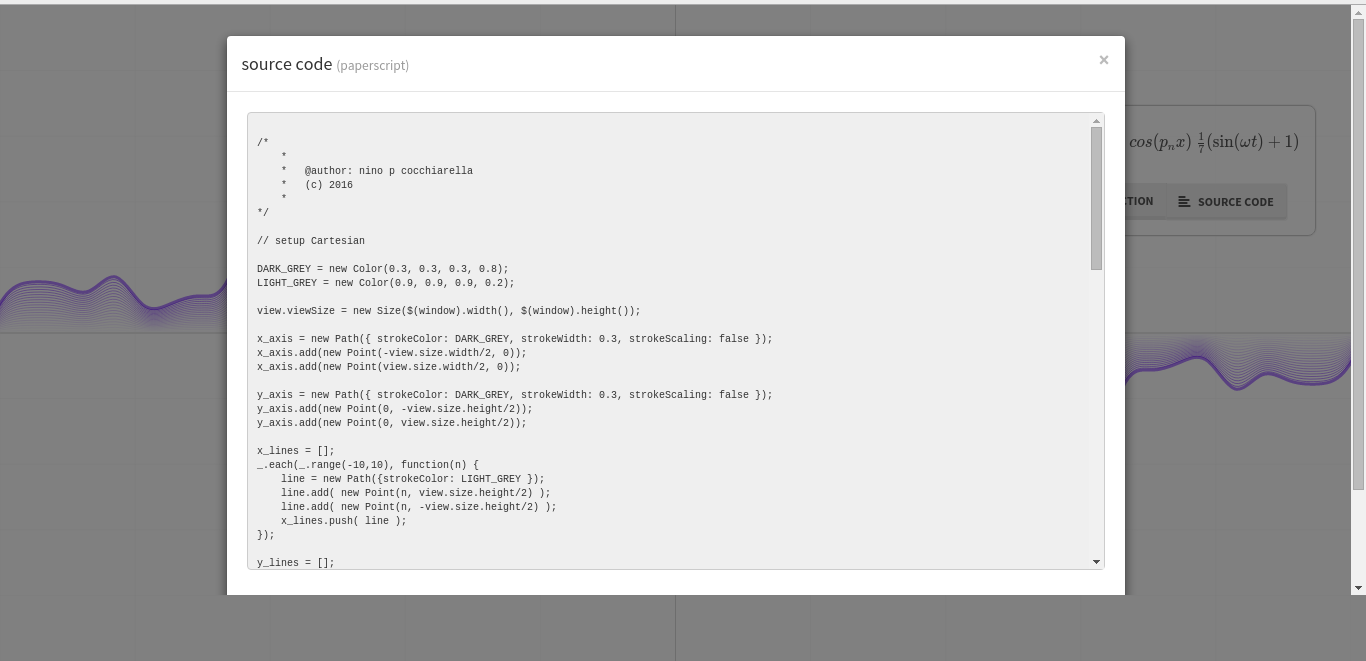 source code (paperscript)
×
/*
    *
    *   @author: nino p cocchiarella
    *   (c) 2016
    *
*/
// setup Cartesian
DARK_GREY = new Color(0.3, 0.3, 0.3, 0.8);
LIGHT_GREY = new Color(0.9, 0.9, 0.9, 0.2);
view.viewSize = new Size($(window).width(), $(window).height());
x_axis = new Path({ strokeColor: DARK_GREY, strokeWidth: 0.3, strokeScaling: false });
x_axis.add(new Point(-view.size.width/2, 0));
x_axis.add(new Point(view.size.width/2, 0));
y_axis = new Path({ strokeColor: DARK_GREY, strokeWidth: 0.3, strokeScaling: false });
y_axis.add(new Point(0, -view.size.height/2));
y_axis.add(new Point(0, view.size.height/2));
x_lines = [];
_.each(_.range(-10,10), function(n) {
    line = new Path({strokeColor: LIGHT_GREY });
    line.add( new Point(n, view.size.height/2) );
    line.add( new Point(n, -view.size.height/2) );
    x_lines.push( line );
});
y_lines = [];
cos(pₙx) 1/7(sin(ωt) + 1)
TION
SOURCE CODE